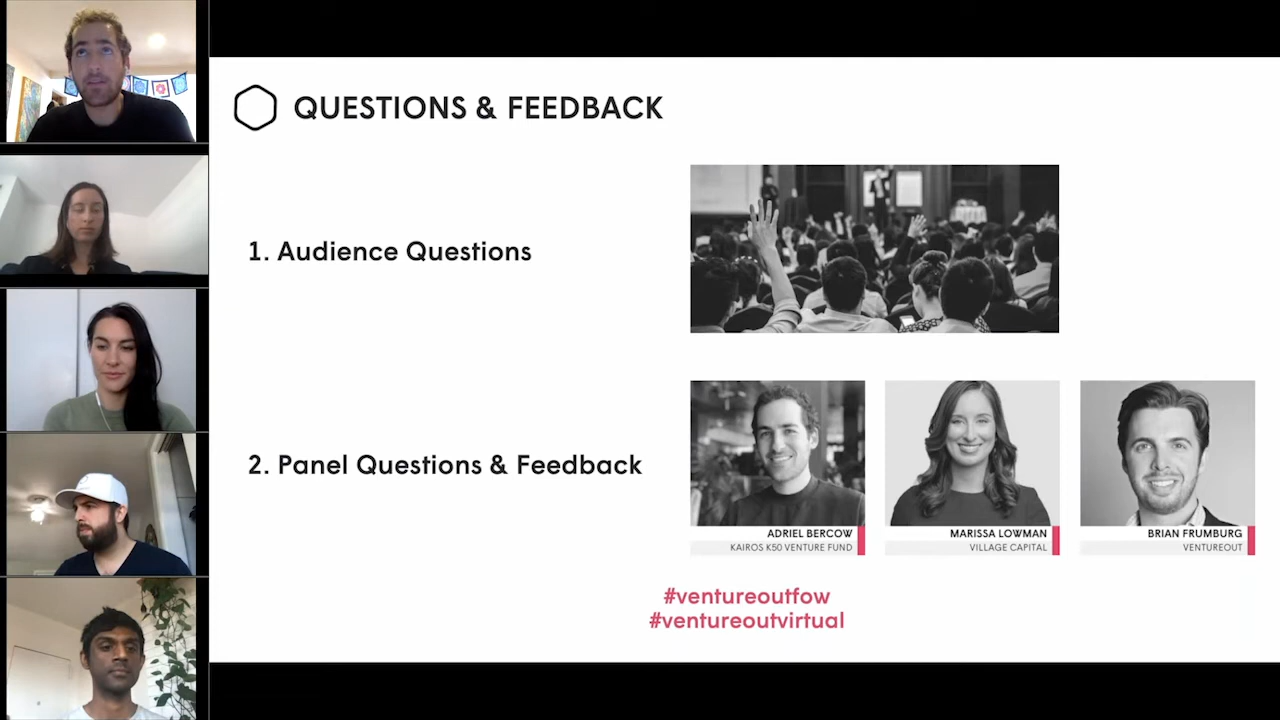 QUESTIONS & FEEDBACK
1. Audience Questions
2. Panel Questions & Feedback
ADRIEL BERCOW
KAIROS K50 VENTURE FUND
MARISSA LOWMAN
VILLAGE CAPITAL
BRIAN FRUMBURG
VENTUREOUT
#ventureoutfow
#ventureoutvirtual